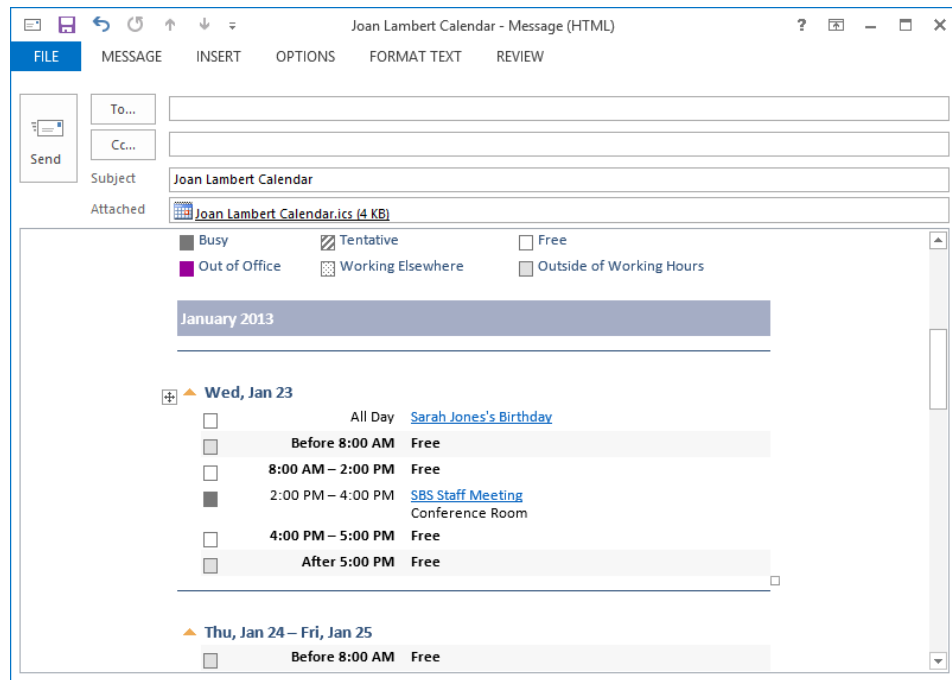 Joan Lambert Calendar - Message (HTML)
?
FILE MESSAGE INSERT OPTIONS FORMAT TEXT REVIEW
To...
Cc...
Send
Subject Joan Lambert Calendar
Attached Joan Lambert Calendar.ics (4 KB)
Busy Tentative Free
Out of Office Working Elsewhere Outside of Working Hours
January 2013
Wed, Jan 23
All Day Sarah Jones's Birthday
Before 8:00 AM Free
8:00 AM – 2:00 PM Free
2:00 PM – 4:00 PM SBS Staff Meeting
Conference Room
4:00 PM – 5:00 PM Free
After 5:00 PM Free
Thu, Jan 24 – Fri, Jan 25
Before 8:00 AM Free